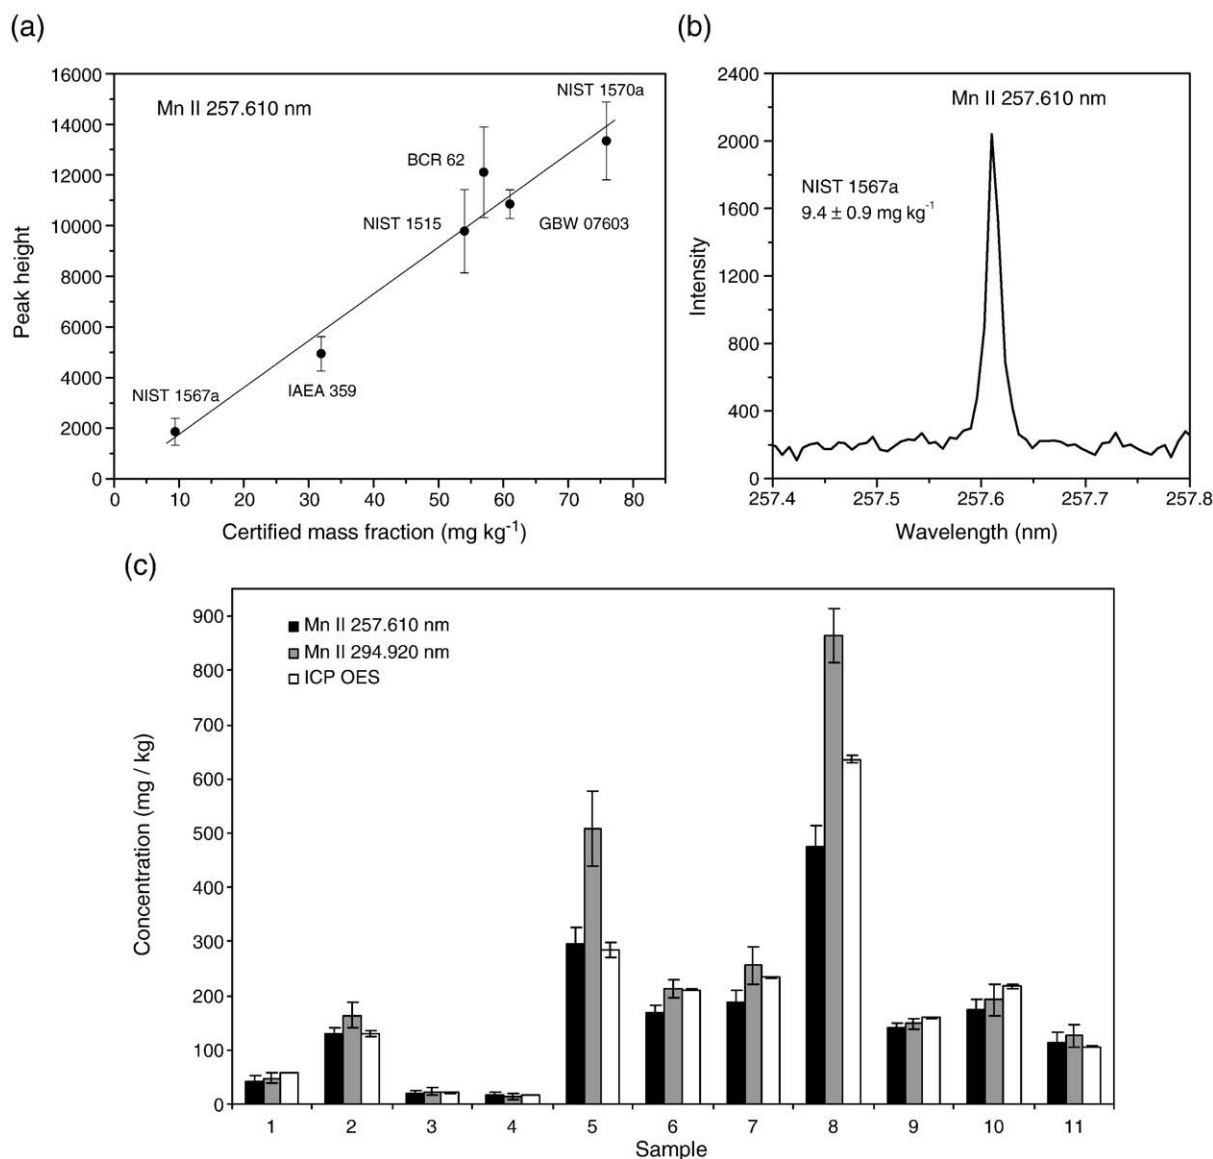 (a)
16000
14000
12000
10000
8000
6000
4000
2000
0
Peak height
Mn II 257.610 nm
NIST 1570a
BCR 62
NIST 1515
GBW 07603
NIST 1567a
IAEA 359
0 10 20 30 40 50 60 70 80
Certified mass fraction (mg kg-1)
(b)
2400
2000
1600
1200
800
400
0
Intensity
Mn II 257.610 nm
NIST 1567a
9.4 ± 0.9 mg kg-1
257.4 257.5 257.6 257.7 257.8
Wavelength (nm)
(c)
900
800
700
600
500
400
300
200
100
0
Concentration (mg / kg)
Mn II 257.610 nm
Mn II 294.920 nm
ICP OES
1 2 3 4 5 6 7 8 9 10 11
Sample